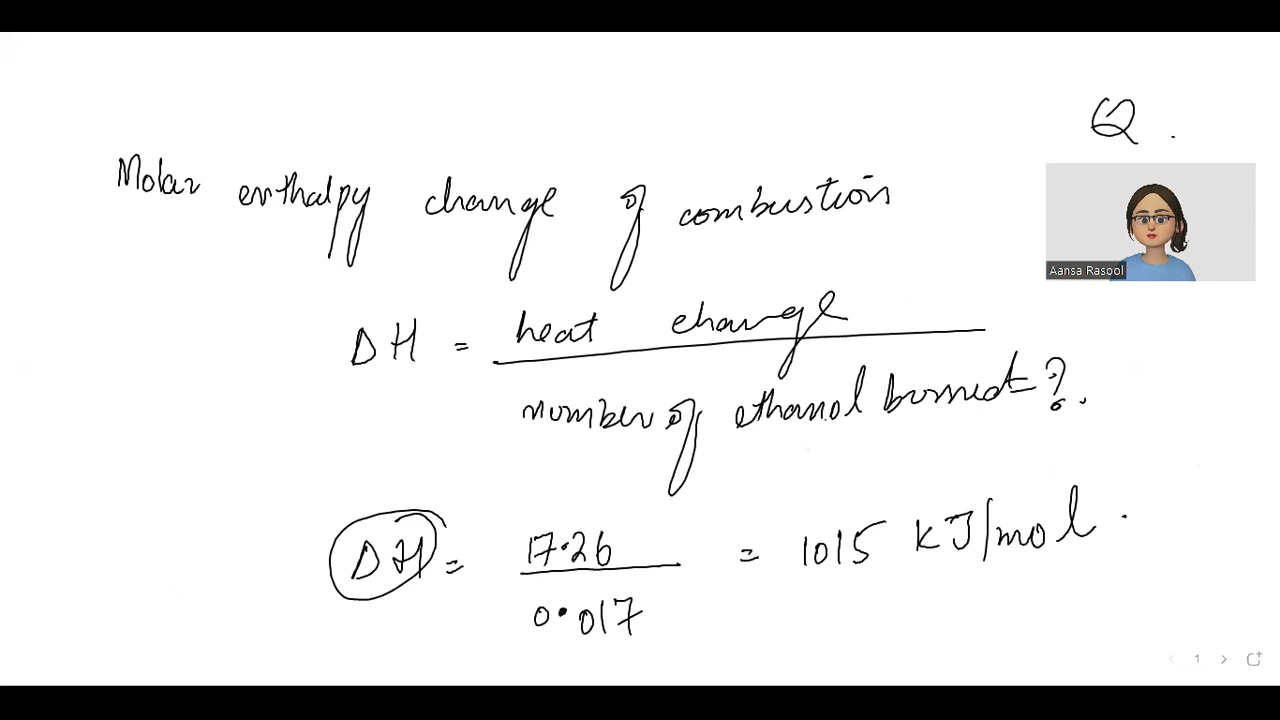 Q.
Molar enthalpy change of combustion
Aansa Rasool
ΔH = heat change
number of ethanol burned = ?.
ΔH = 17.26 = 1015 kJ/mol.
0.017
1